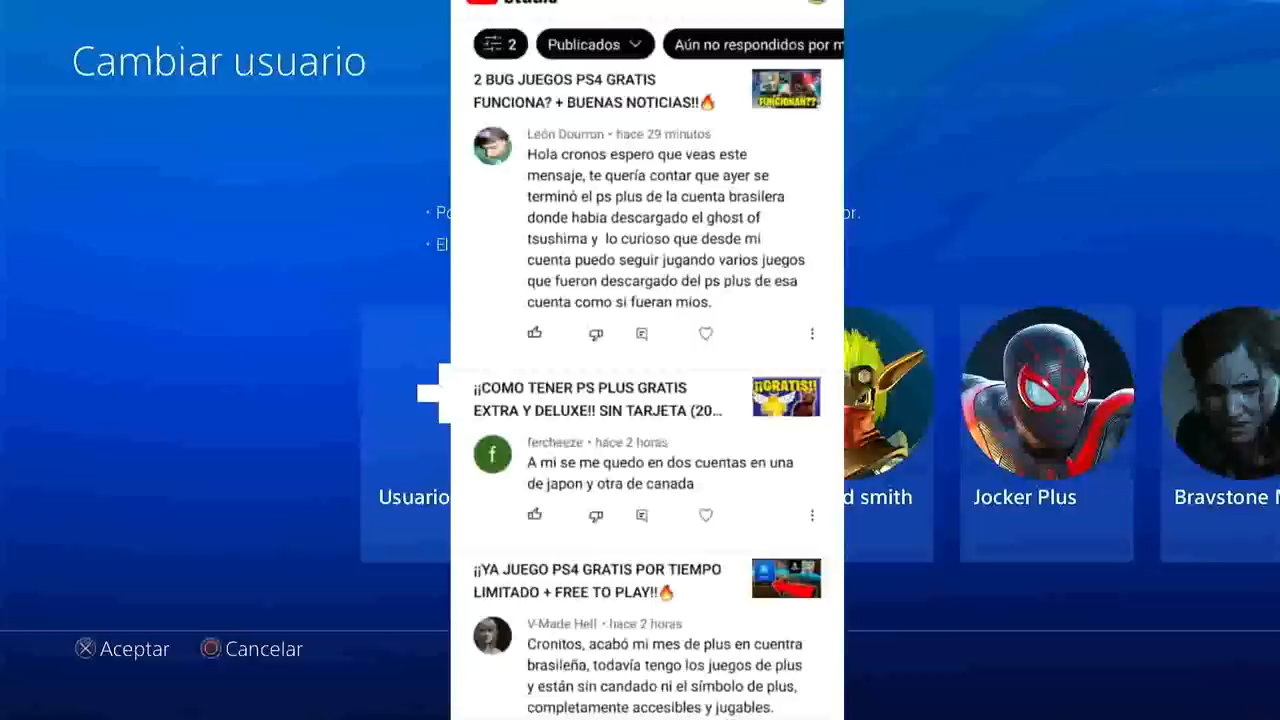 Cambiar usuario
Studio
2
Publicados
Aún no respondidos por m
2 BUG JUEGOS PS4 GRATIS
FUNCIONA? + BUENAS NOTICIAS!!🔥
FUNCIONAN??
León Dourron • hace 29 minutos
Hola cronos espero que veas este
mensaje, te quería contar que ayer se
terminó el ps plus de la cuenta brasilera
donde habia descargado el ghost of
tsushima y lo curioso que desde mi
cuenta puedo seguir jugando varios juegos
que fueron descargado del ps plus de esa
cuenta como si fueran mios.
• Po
or.
• El
¡¡COMO TENER PS PLUS GRATIS
EXTRA Y DELUXE!! SIN TARJETA (20...
¡¡GRATIS!!
f
fercheeze • hace 2 horas
A mi se me quedo en dos cuentas en una
de japon y otra de canada
Usuario
d smith
Jocker Plus
Bravstone M
¡¡YA JUEGO PS4 GRATIS POR TIEMPO
LIMITADO + FREE TO PLAY!!🔥
V-Made Hell • hace 2 horas
Cronitos, acabó mi mes de plus en cuentra
brasileña, todavía tengo los juegos de plus
y están sin candado ni el símbolo de plus,
completamente accesibles y jugables.
Aceptar
Cancelar